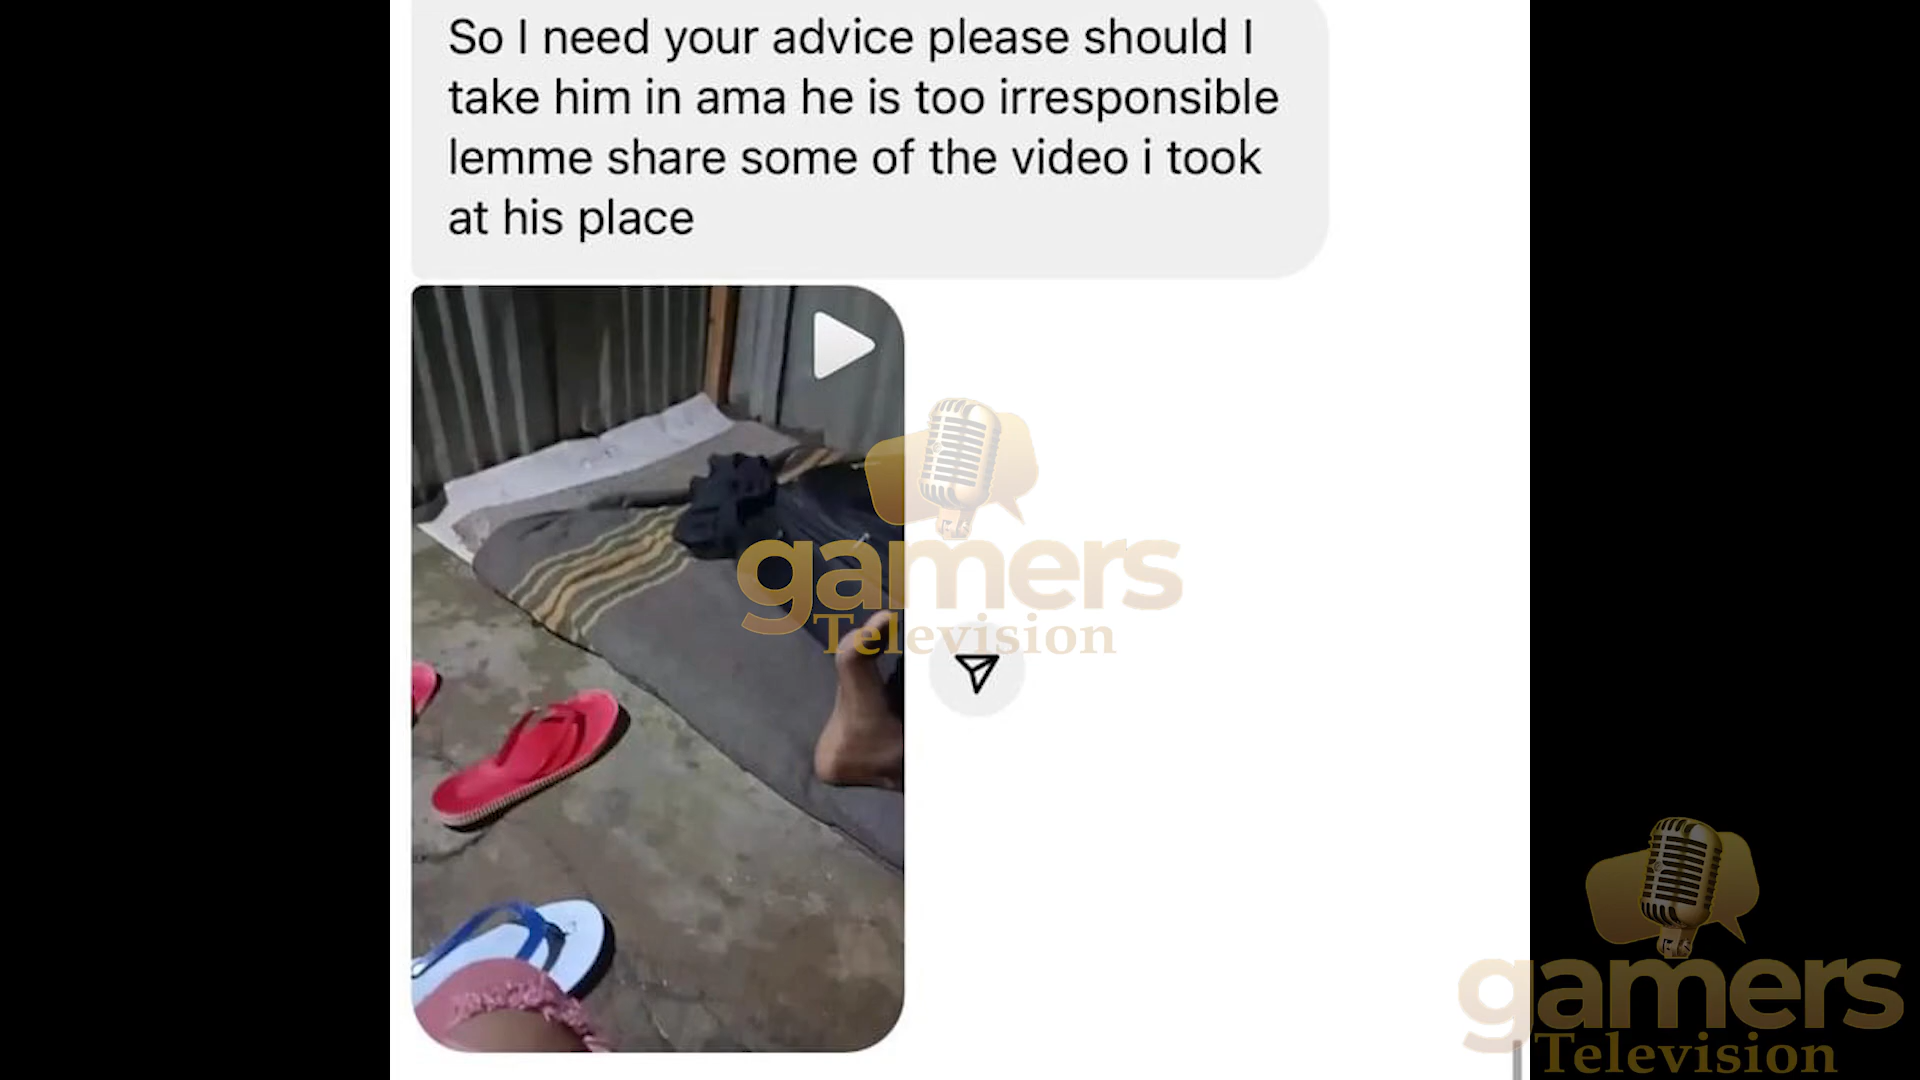 So I need your advice please should I
take him in ama he is too irresponsible
lemme share some of the video i took
at his place
gamers
Television
gamers
Television